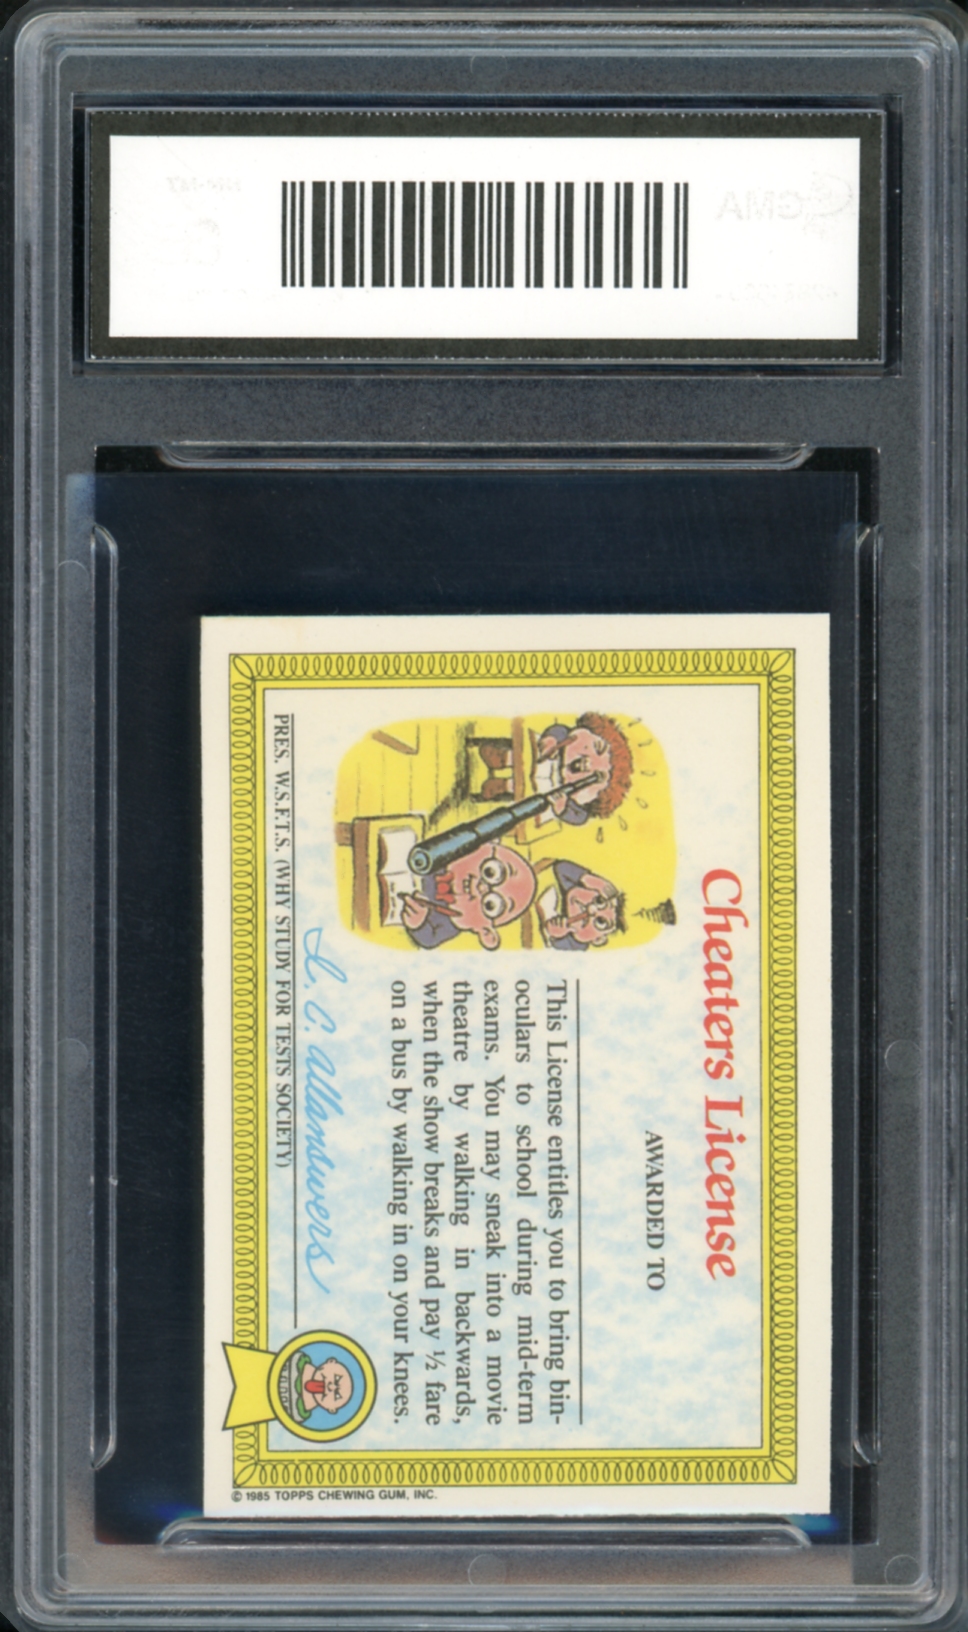 Cheaters License
AWARDED TO
This License entitles you to bring bin-
oculars to school during mid-term
exams. You may sneak into a movie
theatre by walking in backwards,
when the show breaks and pay ½ fare
on a bus by walking in on your knees.
I. C. Allanswers
PRES. W.S.F.T.S. (WHY STUDY FOR TESTS SOCIETY)
© 1985 TOPPS CHEWING GUM, INC.
GMA